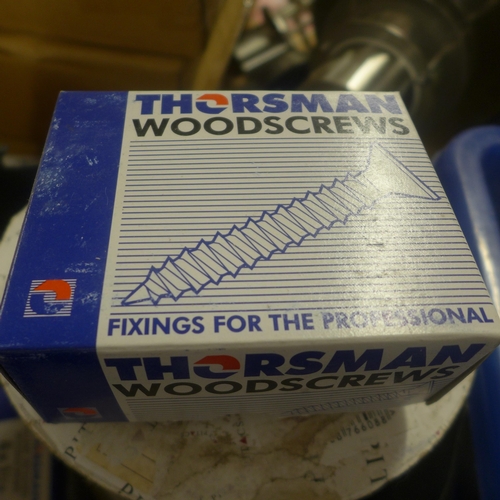 THORSMAN
WOODSCREWS
FIXINGS FOR THE PROFESSIONAL
THORSMAN
WOODSCREWS